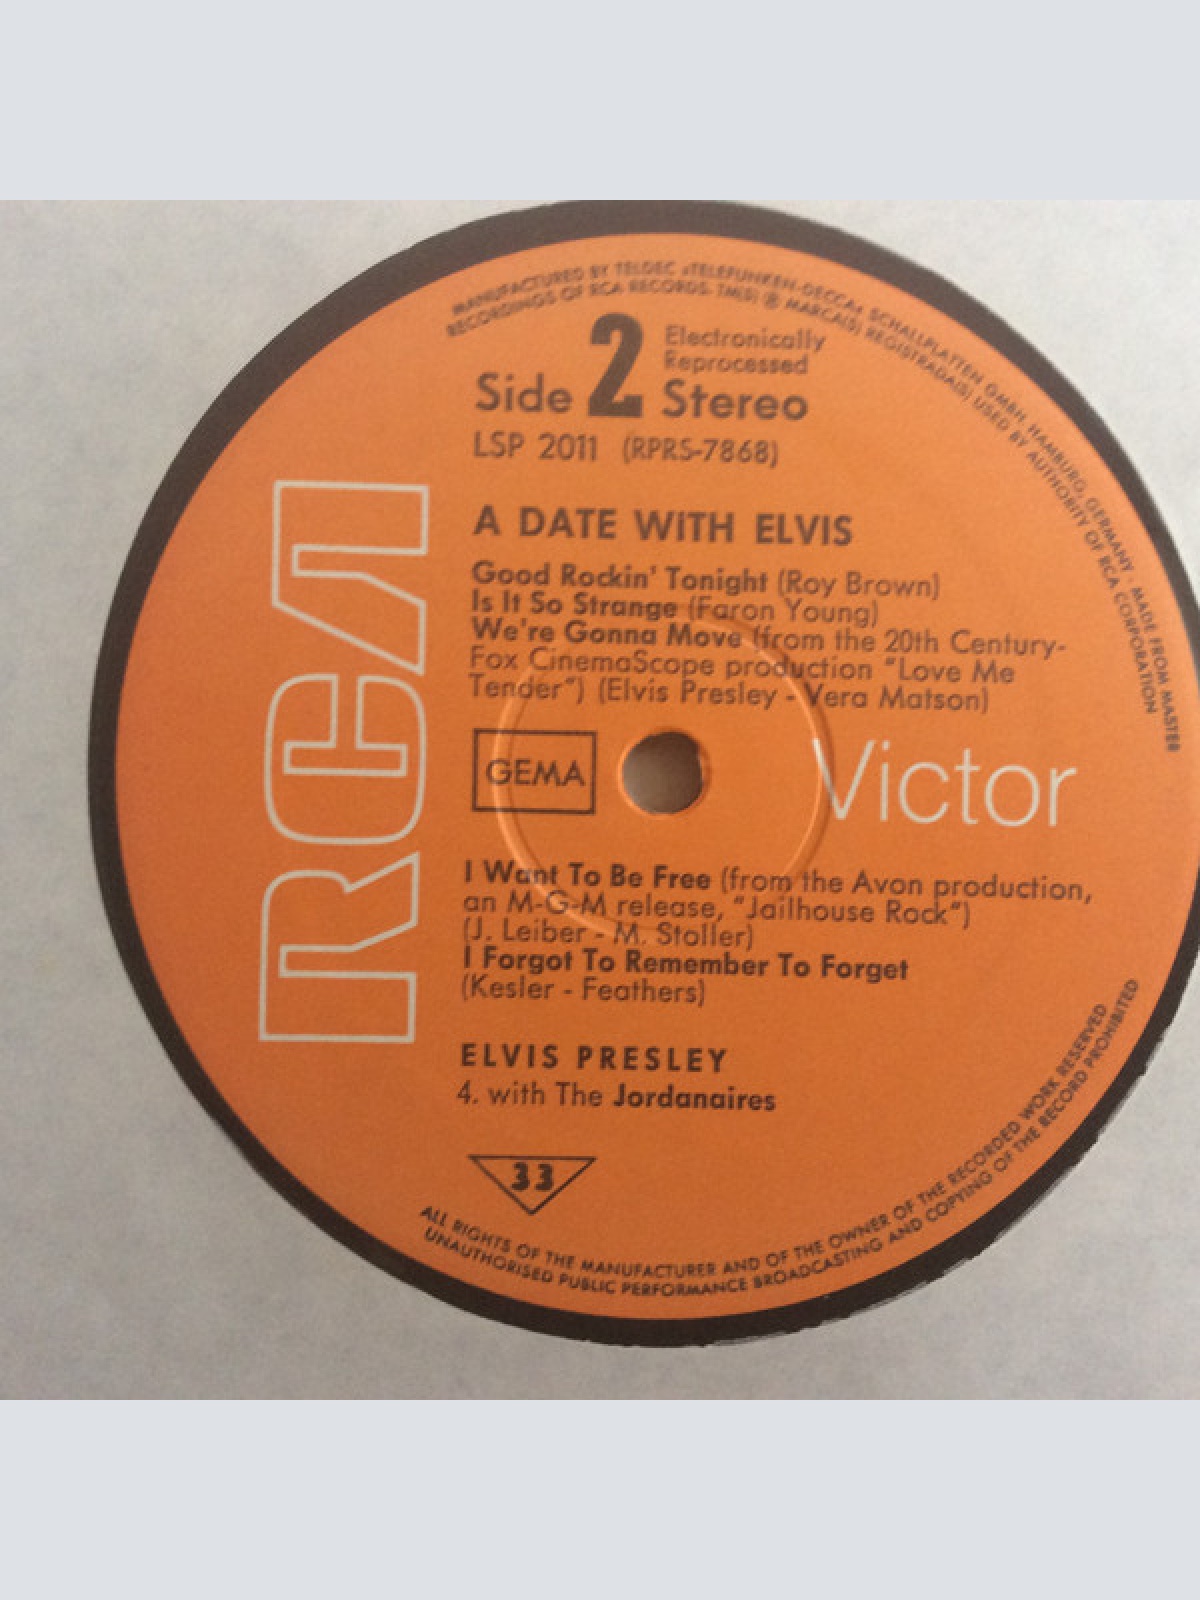 MANUFACTURED BY TELDEC »TELEFUNKEN-DECCA« SCHALLPLATTEN GMBH, HAMBURG, GERMANY · MADE FROM MASTER
RECORDINGS OF RCA RECORDS. TM(S) ® MARCA(S) REGISTRADA(S) USED BY AUTHORITY OF RCA CORPORATION
Side 2 Electronically
Reprocessed
Stereo
LSP 2011 (RPRS-7868)
A DATE WITH ELVIS
Good Rockin' Tonight (Roy Brown)
Is It So Strange (Faron Young)
We're Gonna Move (from the 20th Century-
Fox CinemaScope production "Love Me
Tender") (Elvis Presley - Vera Matson)
RCA
GEMA
Victor
I Want To Be Free (from the Avon production,
an M-G-M release, "Jailhouse Rock")
(J. Leiber - M. Stoller)
I Forgot To Remember To Forget
(Kesler - Feathers)
ELVIS PRESLEY
4. with The Jordanaires
33
ALL RIGHTS OF THE MANUFACTURER AND OF THE OWNER OF THE RECORDED WORK RESERVED
UNAUTHORISED PUBLIC PERFORMANCE BROADCASTING AND COPYING OF THE RECORD PROHIBITED